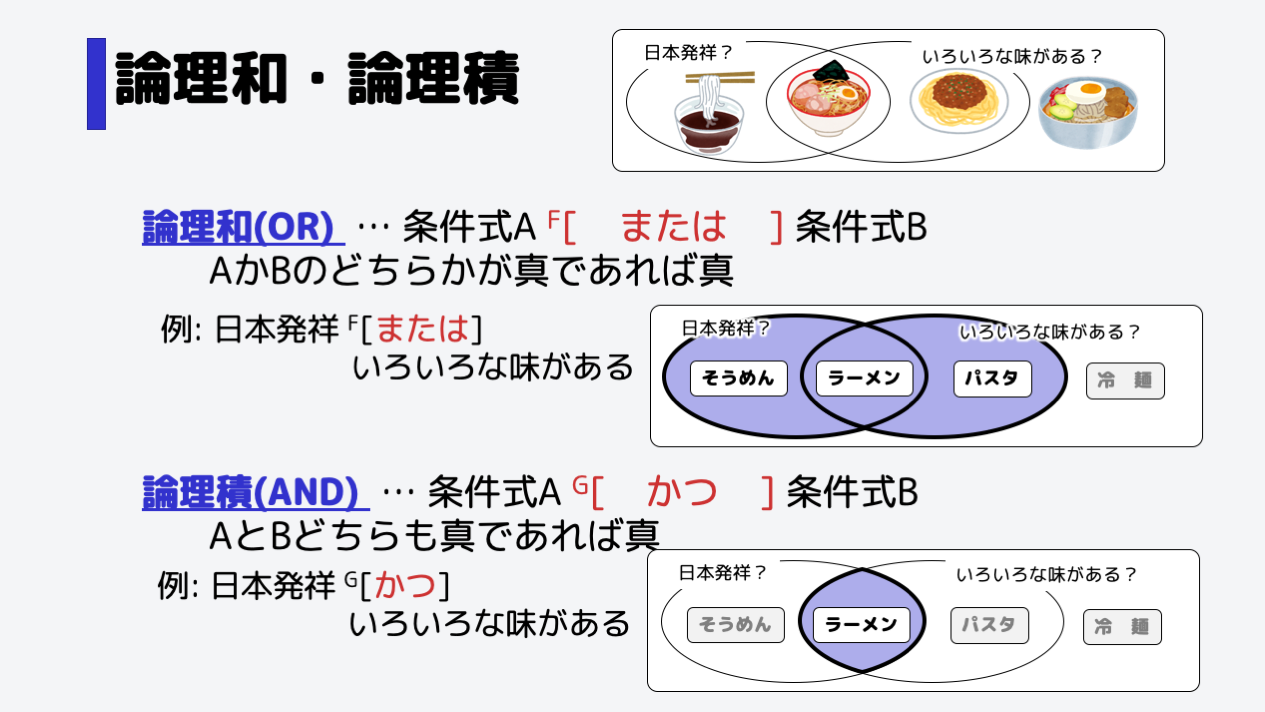 論理和・論理積
日本発祥？
いろいろな味がある？
論理和(OR) … 条件式A F[ または ] 条件式B
AかBのどちらかが真であれば真
例: 日本発祥 F[または]
いろいろな味がある
日本発祥？
いろいろな味がある？
そうめん
ラーメン
パスタ
冷 麺
論理積(AND) … 条件式A G[ かつ ] 条件式B
AとBどちらも真であれば真
例: 日本発祥 G[かつ]
いろいろな味がある
日本発祥？
いろいろな味がある？
そうめん
ラーメン
パスタ
冷 麺